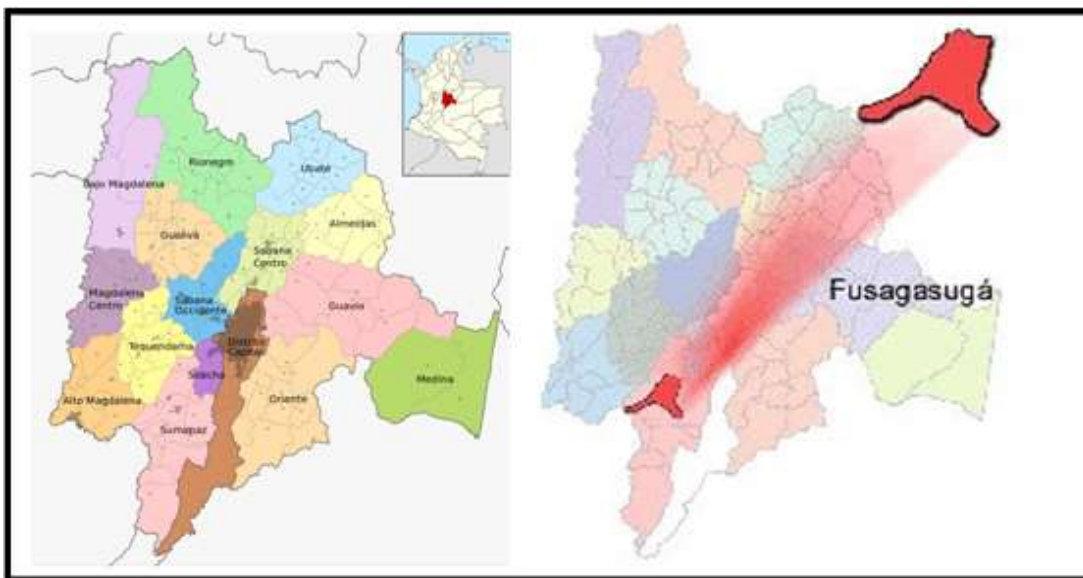 Rionegro
Ubaté
Bajo Magdalena
Almeidas
Gualivá
Sabana
Centro
Magdalena
Centro
Sabana
Occidente
Guavio
Fusagasugá
Tequendama
Distrito
Capital
Soacha
Medina
Alto Magdalena
Oriente
Sumapaz